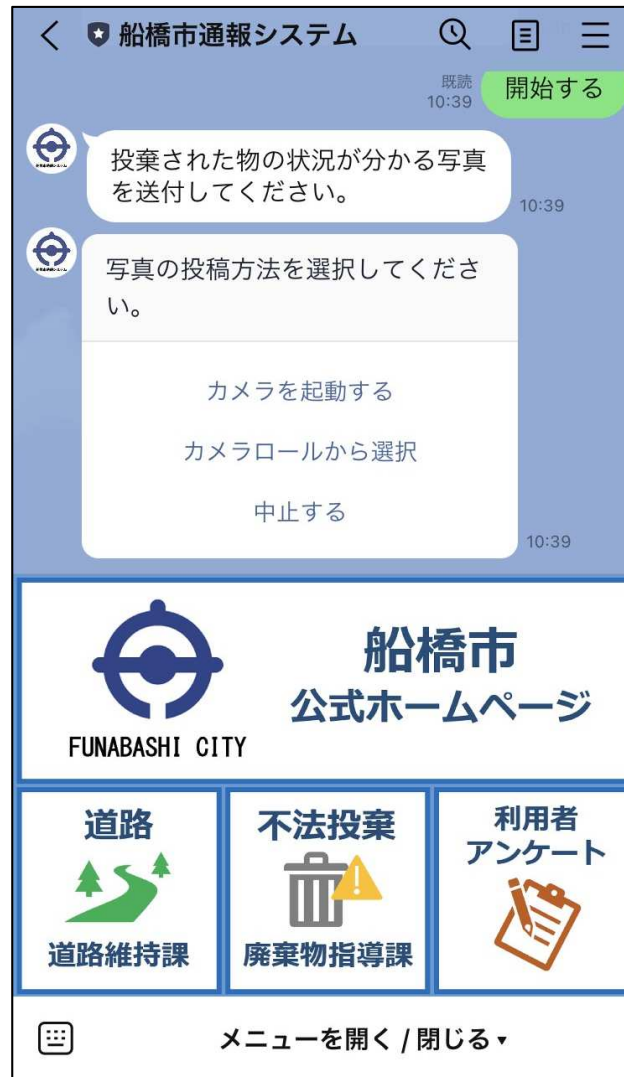 船橋市通報システム
既読
10:39
開始する
投棄された物の状況が分かる写真
を送付してください。
10:39
写真の投稿方法を選択してくださ
い。
カメラを起動する
カメラロールから選択
中止する
10:39
船橋市
公式ホームページ
FUNABASHI CITY
道路
道路維持課
不法投棄
廃棄物指導課
利用者
アンケート
メニューを開く / 閉じる▾